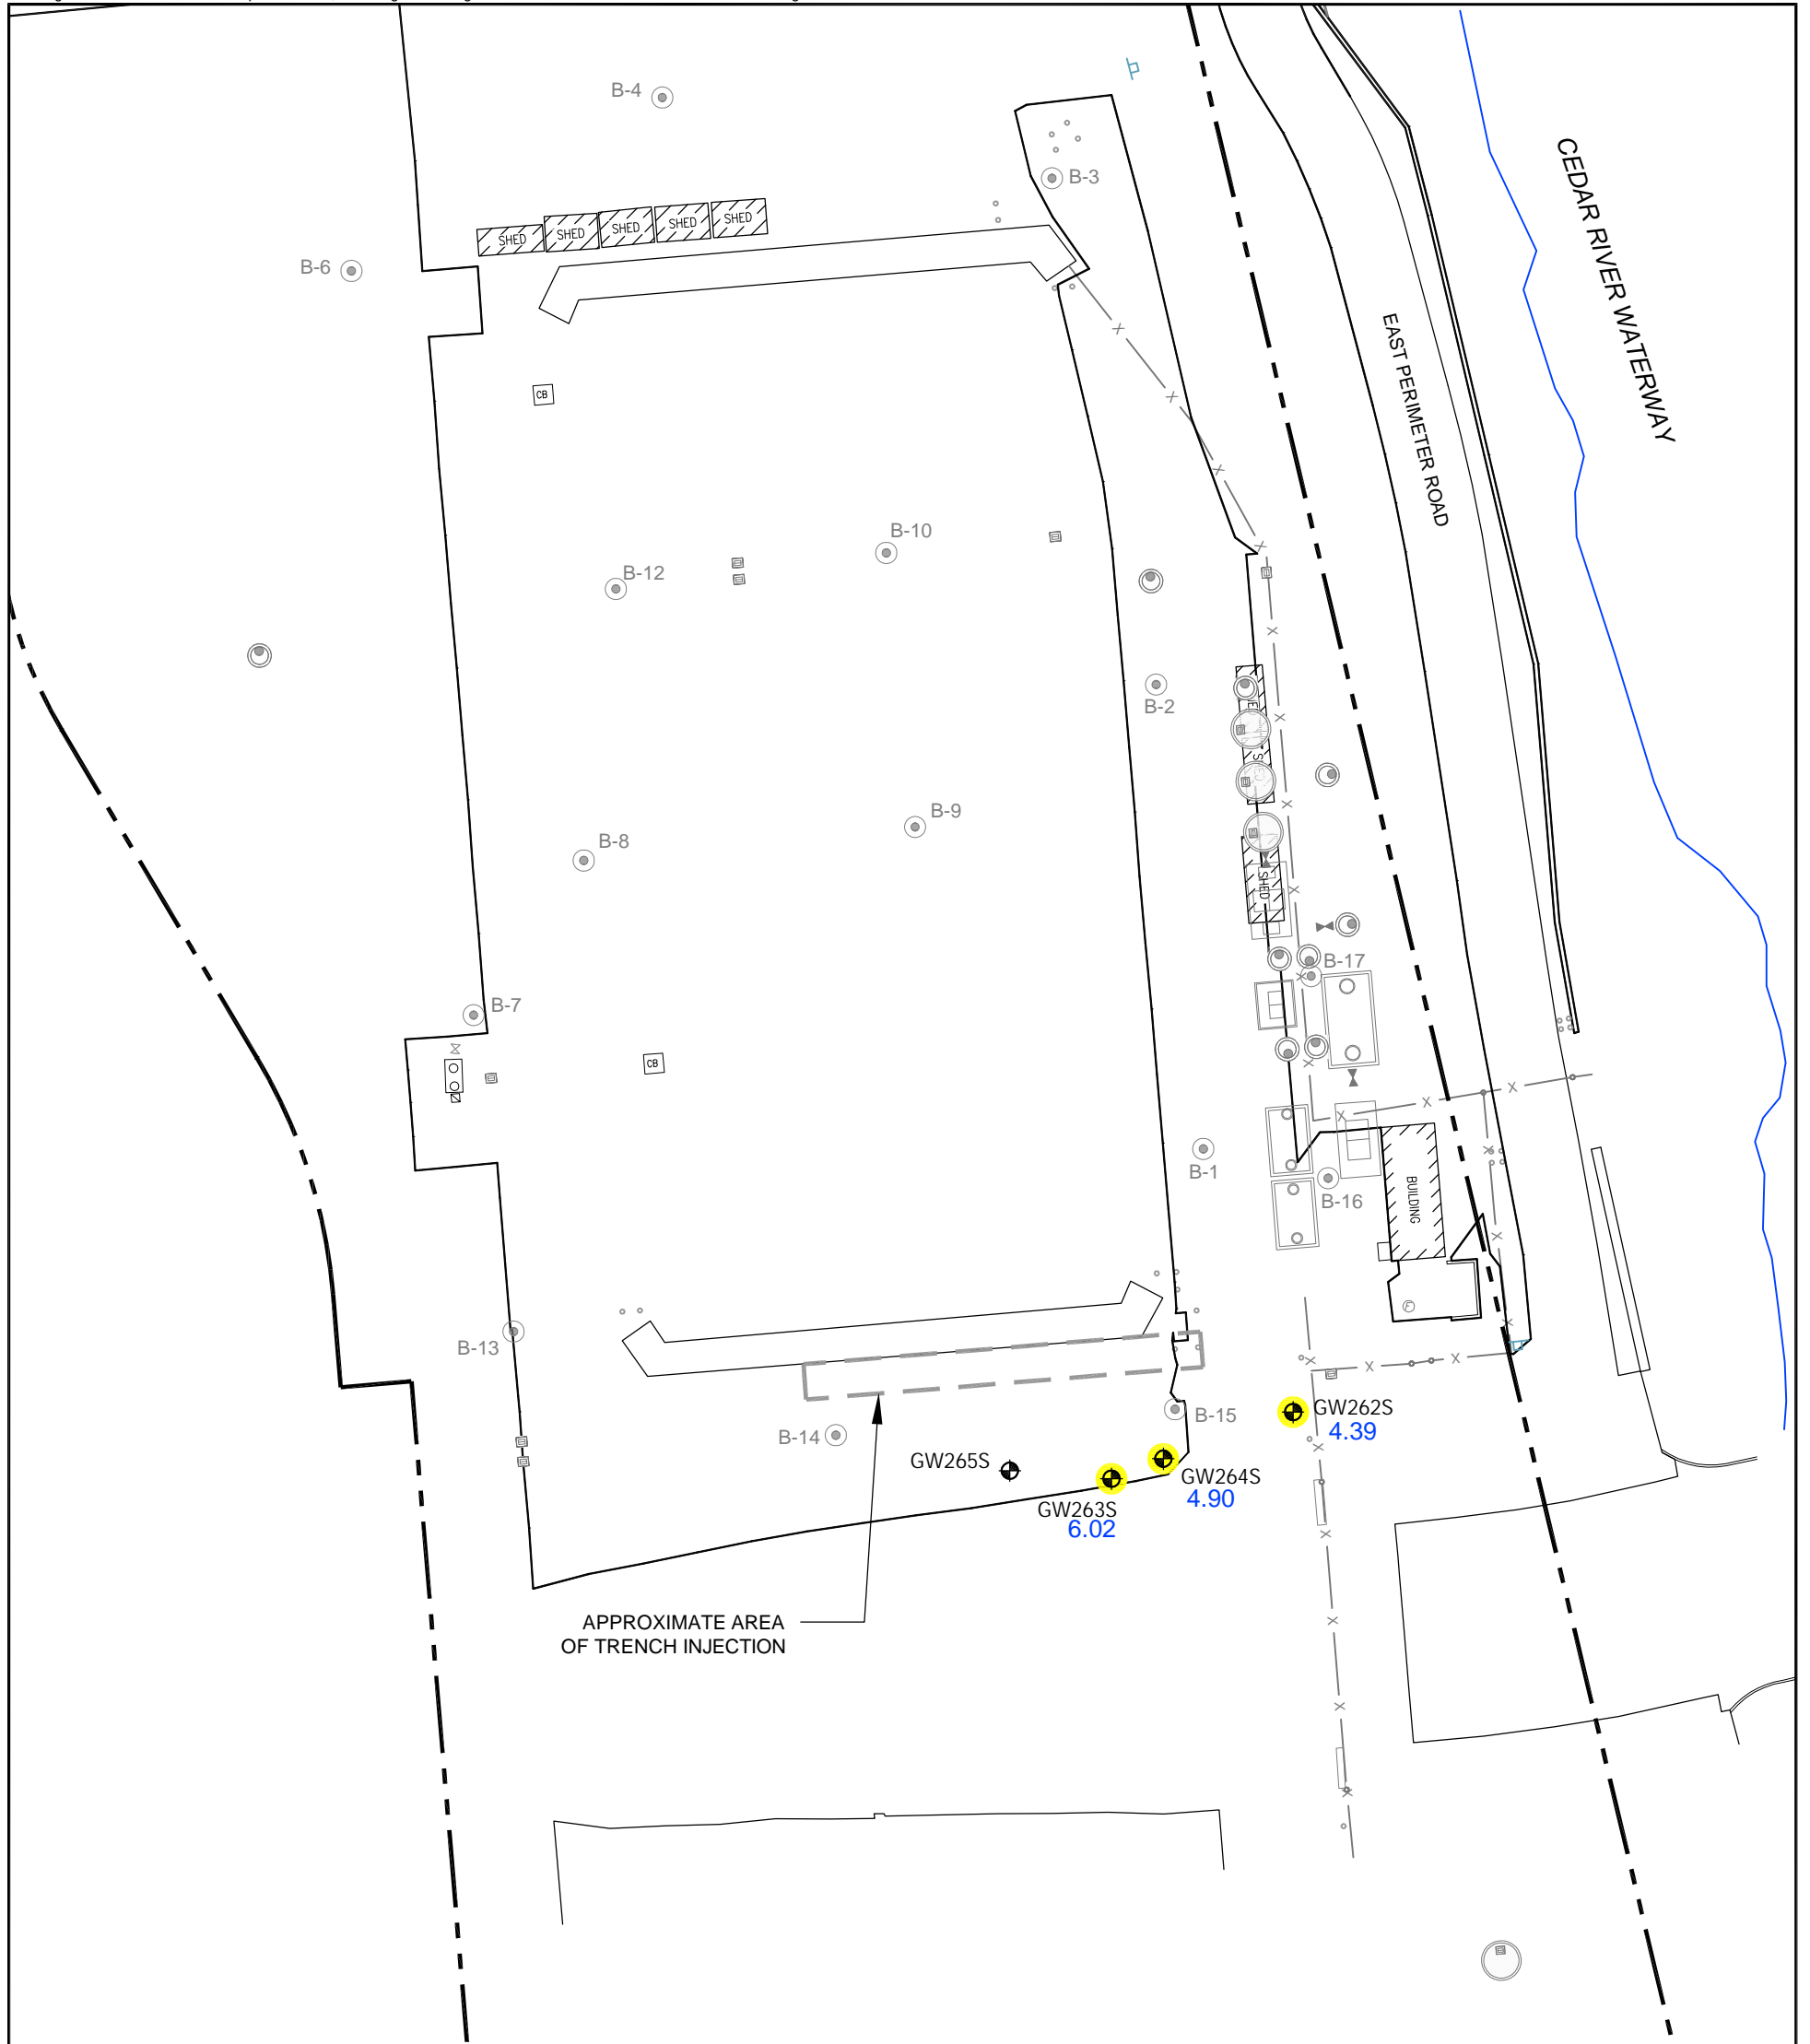 B-4
B-3
CEDAR RIVER WATERWAY
SHED
SHED
SHED
SHED
SHED
B-6
EAST PERIMETER ROAD
CB
B-10
B-12
B-2
B-9
B-8
SHED
B-17
B-7
CB
B-1
B-16
BUILDING
F
B-13
B-15
GW262S
4.39
B-14
GW265S
GW264S
4.90
GW263S
6.02
APPROXIMATE AREA
OF TRENCH INJECTION